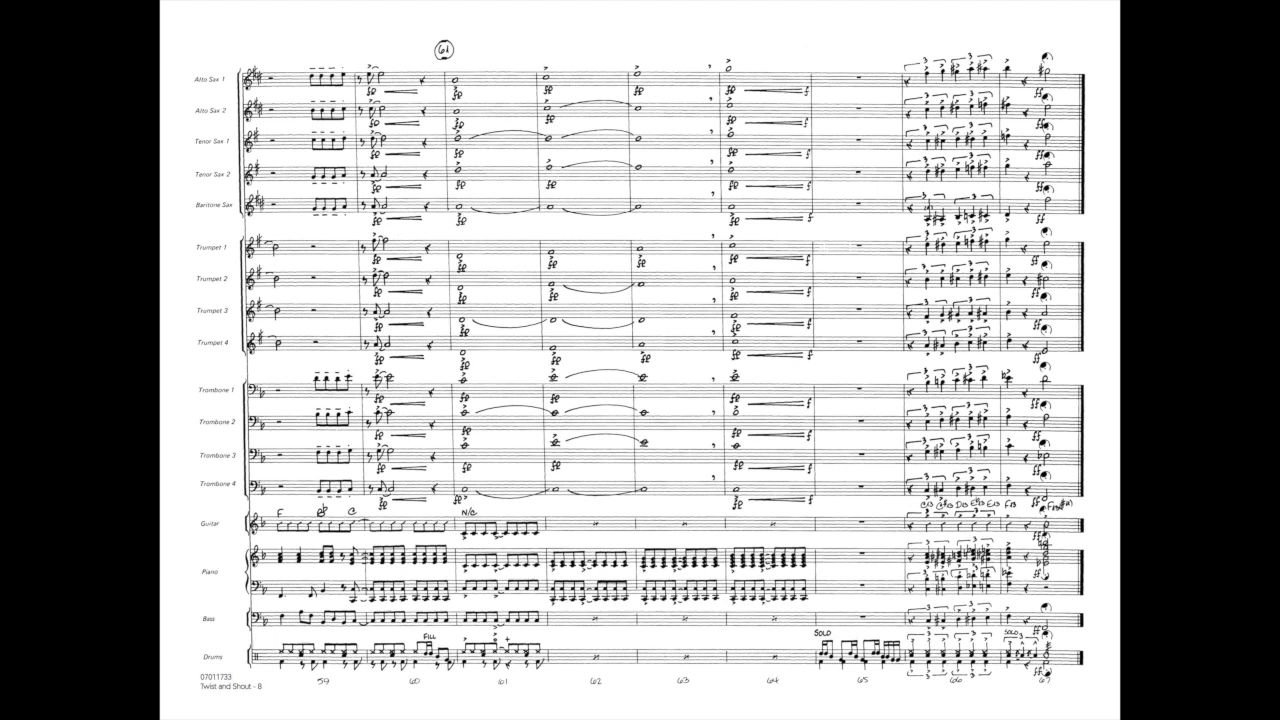 61
Alto Sax 1
Alto Sax 2
Tenor Sax 1
Tenor Sax 2
Baritone Sax
Trumpet 1
Trumpet 2
Trumpet 3
Trumpet 4
Trombone 1
Trombone 2
Trombone 3
Trombone 4
Guitar
F B♭ C N/C
Piano
Bass
Drums
FILL SOLO SOLO
59 60 61 62 63 64 65 66 67
07011733
Twist and Shout - 8